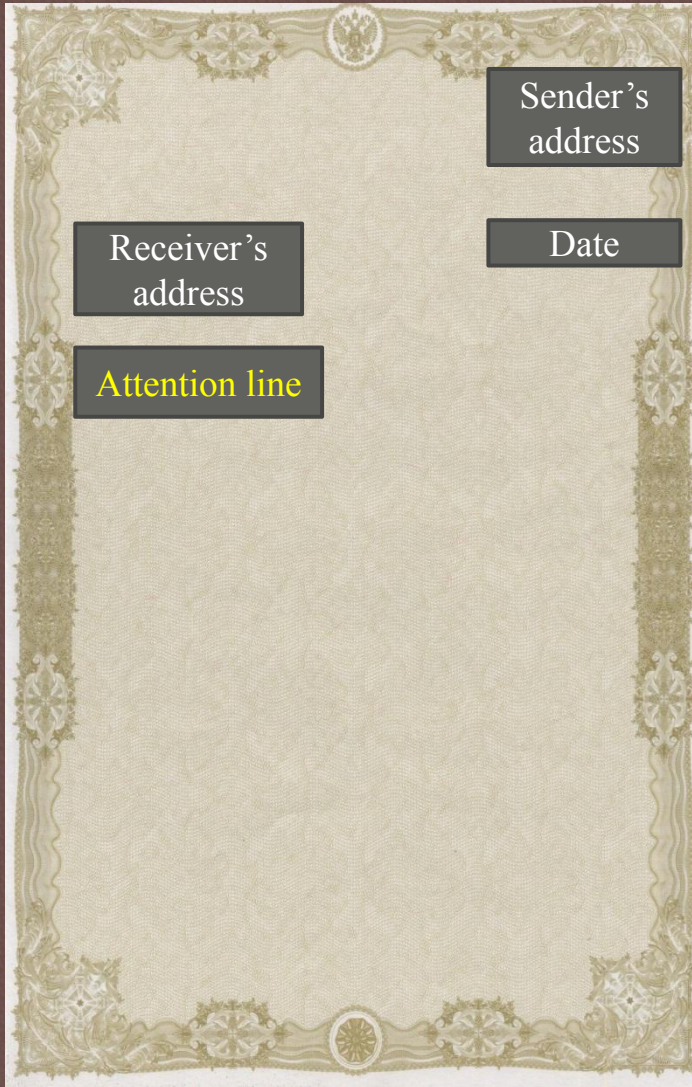 Sender’s
address
Date
Receiver’s
address
Attention line